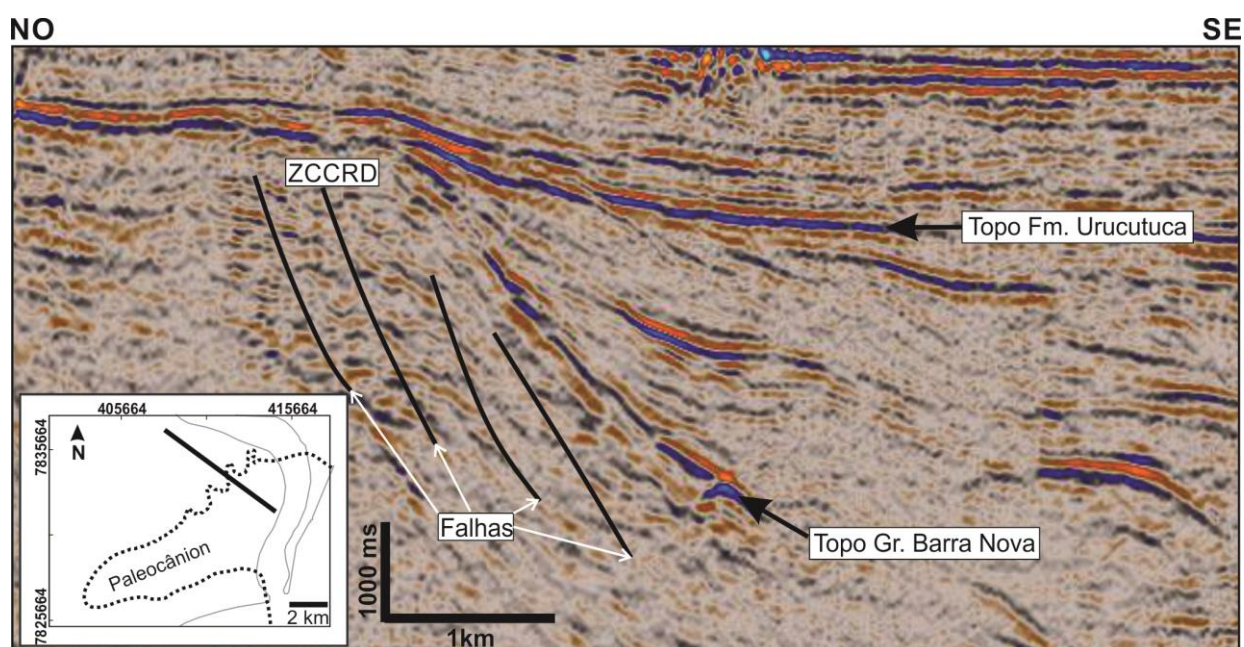 NO
SE
ZCCRD
Topo Fm. Urucutuca
405664
415664
N
7835664
Paleocânion
7825664
2 km
Falhas
1000 ms
1km
Topo Gr. Barra Nova